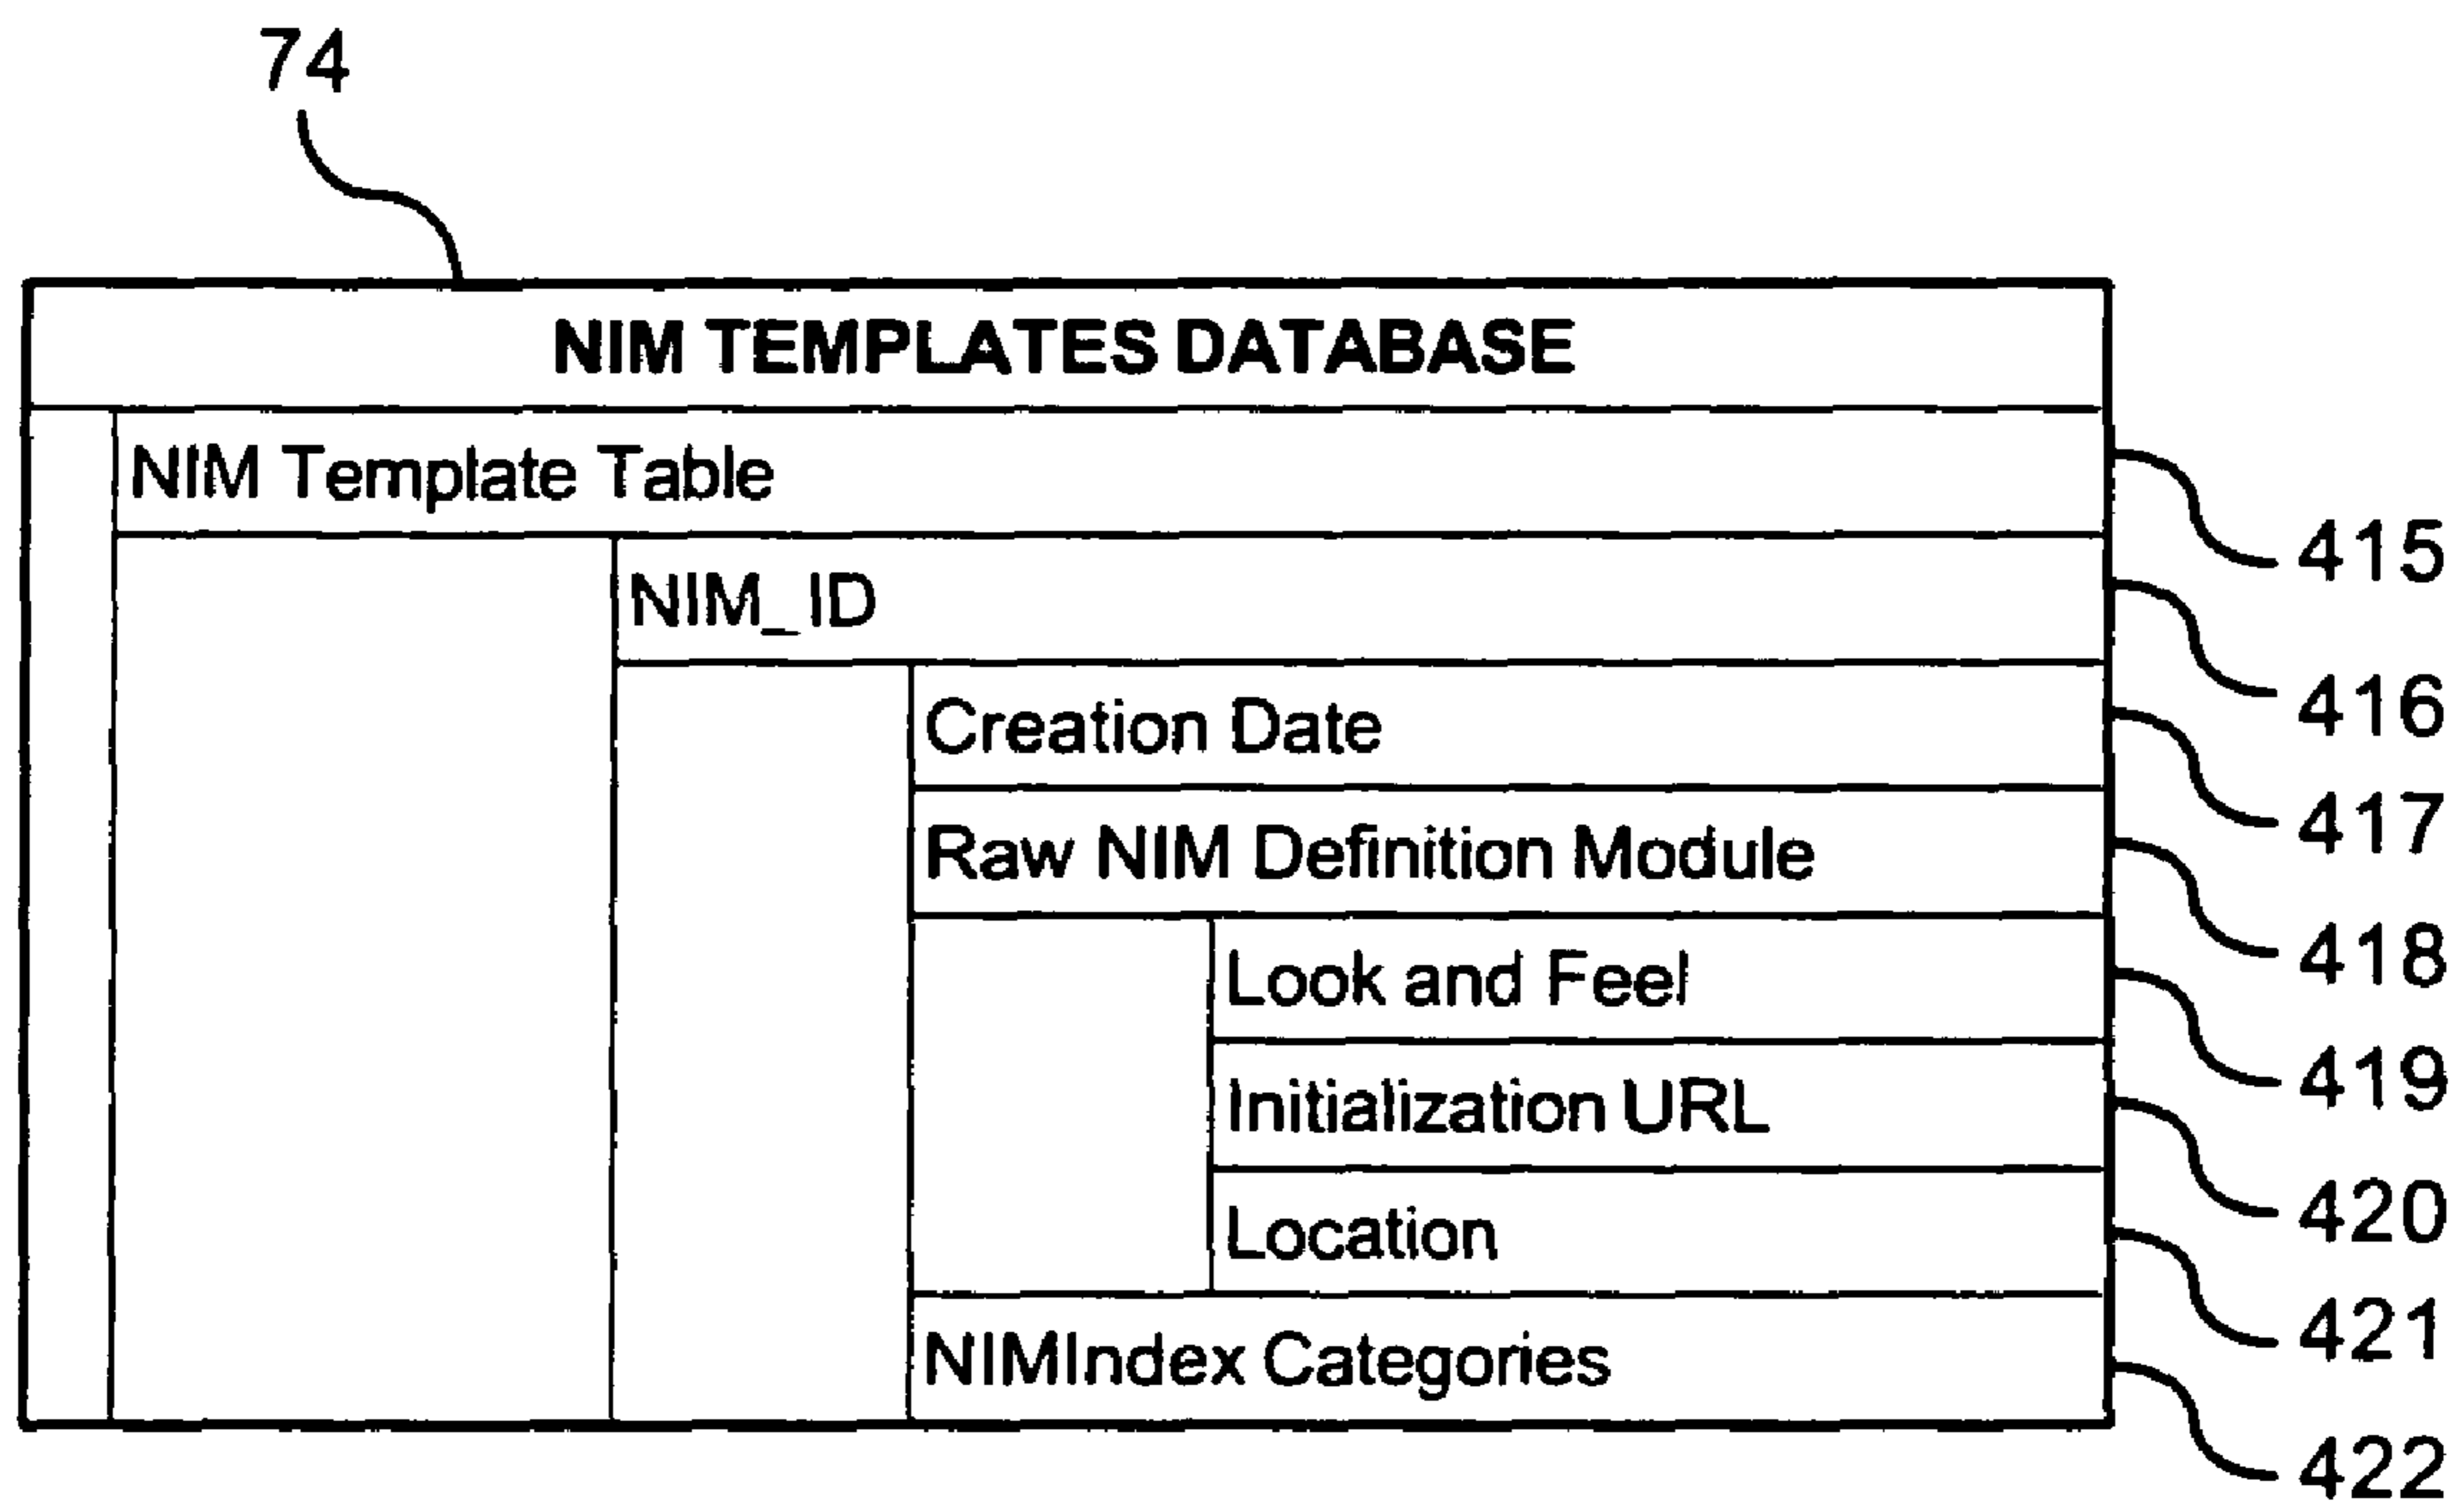 74
NIM TEMPLATES DATABASE
NIM Template Table
415
NIM_ID
416
Creation Date
417
Raw NIM Definition Module
418
Look and Feel
419
Initialization URL
420
Location
421
NIMIndex Categories
422